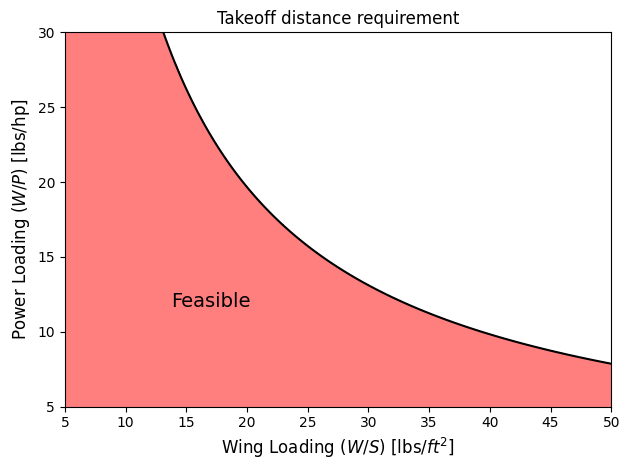 Takeoff distance requirement
30
25
20
15
10
5
Power Loading (W/P) [lbs/hp]
Feasible
5 10 15 20 25 30 35 40 45 50
Wing Loading (W/S) [lbs/ft²]